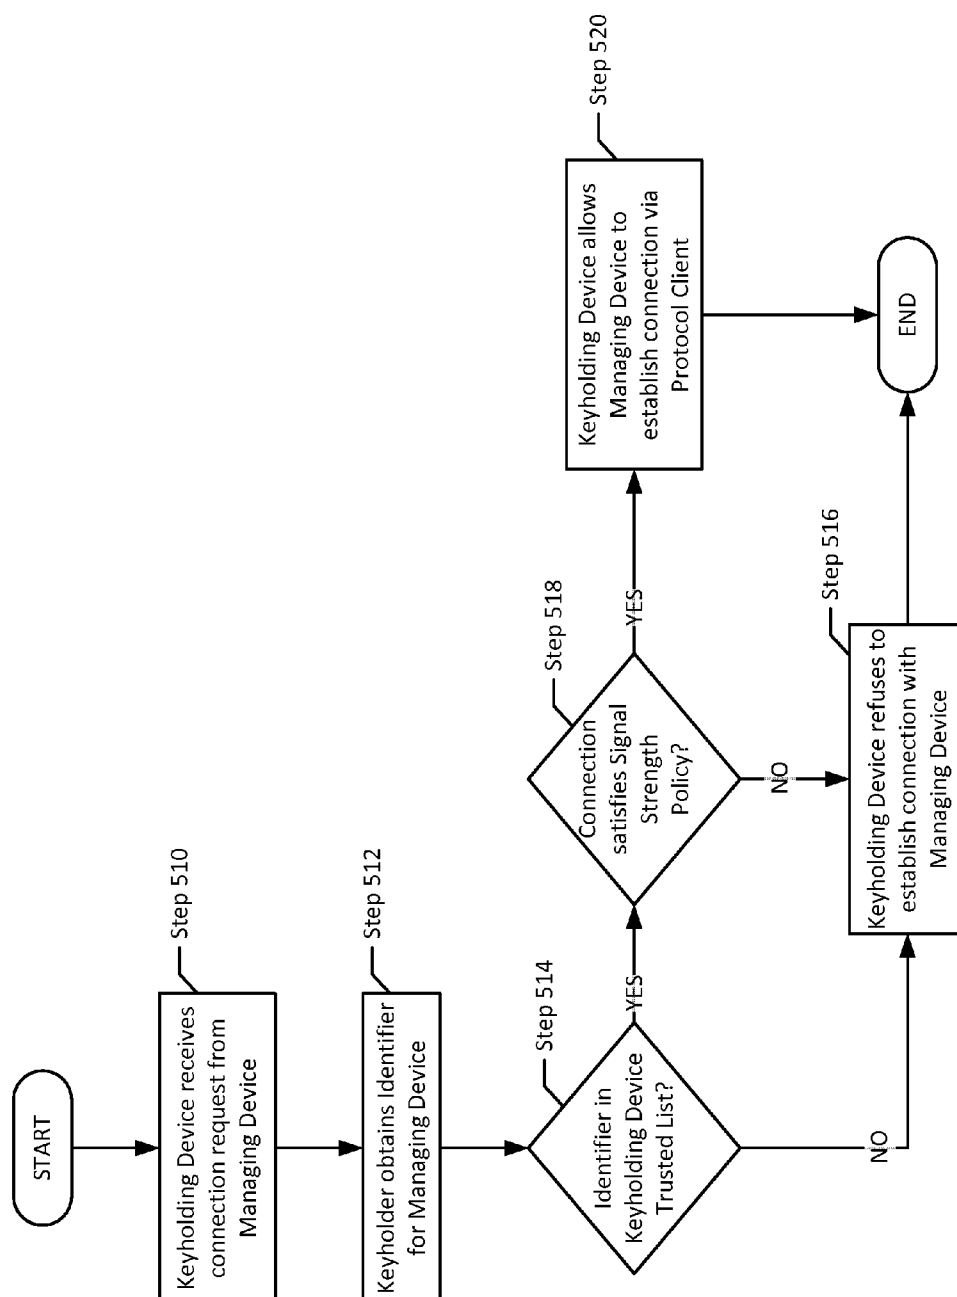 START
Step 510
Keyholding Device receives
connection request from
Managing Device
Step 512
Keyholder obtains Identifier
for Managing Device
Step 514
Identifier in
Keyholding Device
Trusted List?
YES
NO
Step 518
Connection
satisfies Signal
Strength
Policy?
YES
NO
Step 520
Keyholding Device allows
Managing Device to
establish connection via
Protocol Client
Step 516
Keyholding Device refuses to
establish connection with
Managing Device
END